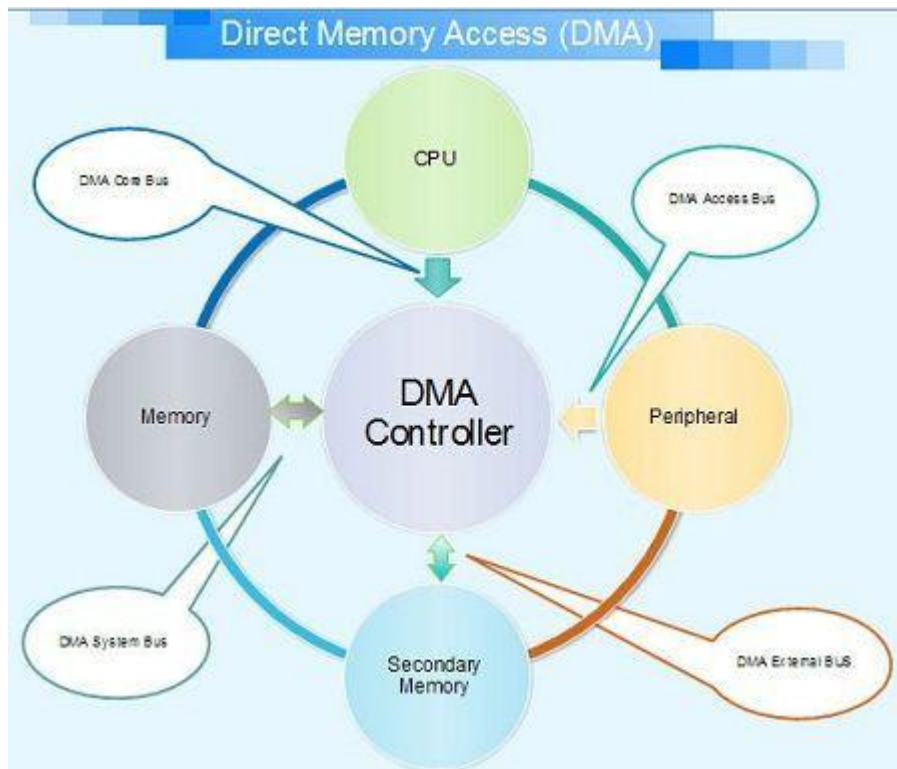 Direct Memory Access (DMA)
CPU
DMA Core Bus
DMA Access Bus
Memory
DMA
Controller
Peripheral
DMA System Bus
Secondary
Memory
DMA External BUS